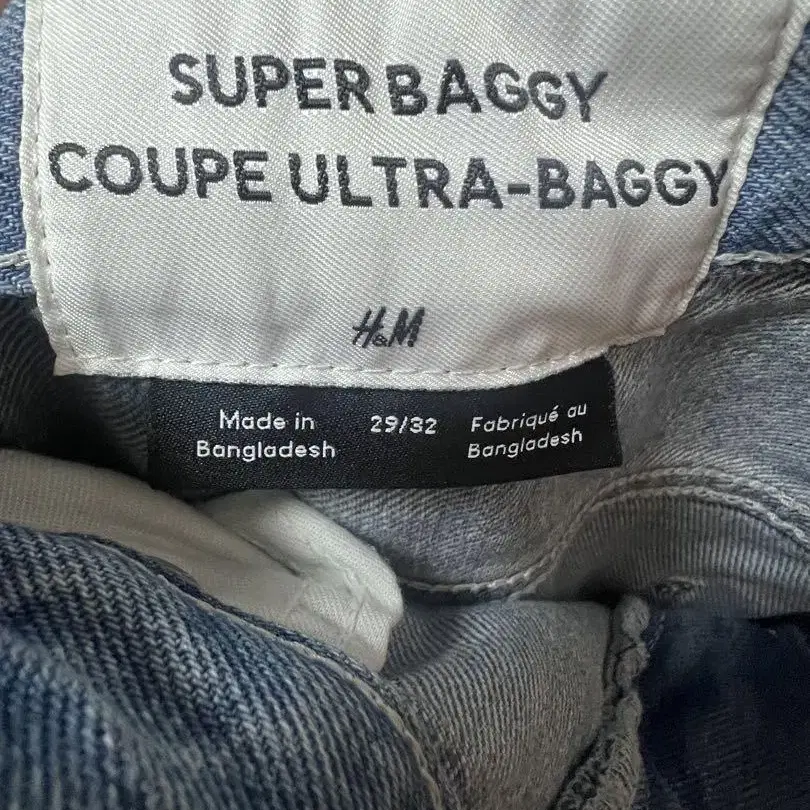 SUPER BAGGY
COUPE ULTRA-BAGGY
H&M
Made in
Bangladesh
29/32
Fabriqué au
Bangladesh